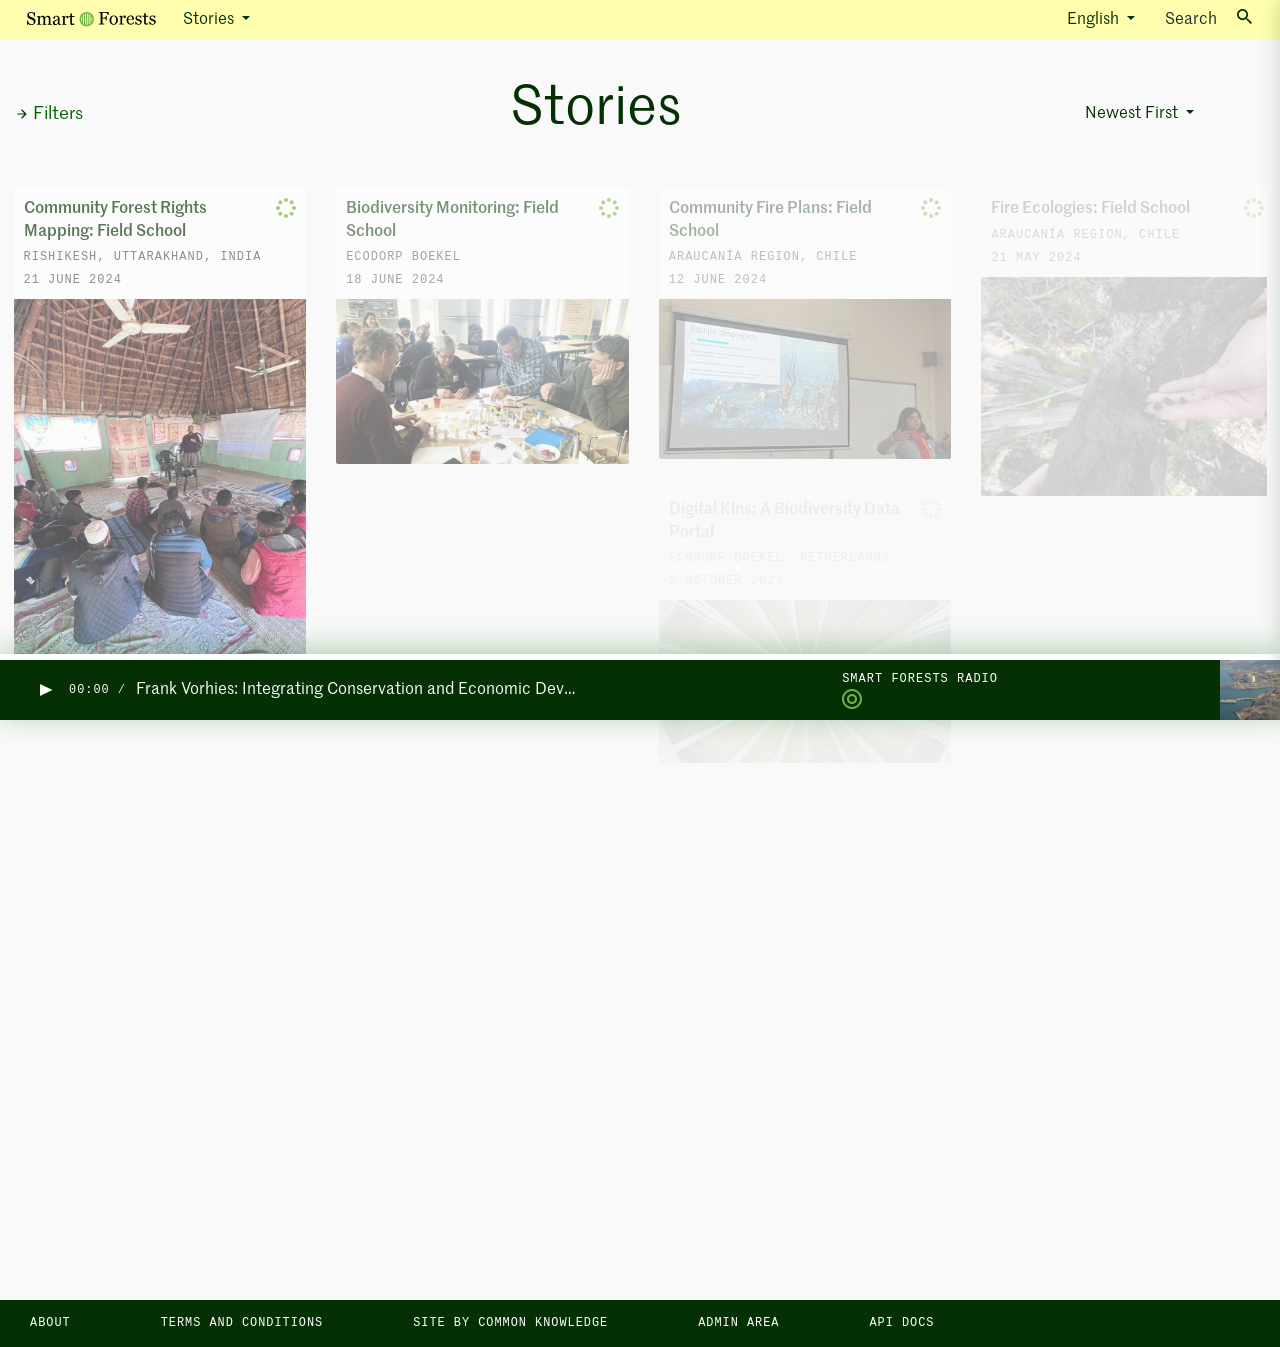 Smart Forests
Stories
English
Search
Filters
Stories
Newest First
Community Forest Rights
Mapping: Field School
RISHIKESH, UTTARAKHAND, INDIA
21 JUNE 2024
Biodiversity Monitoring: Field
School
ECODORP BOEKEL
18 JUNE 2024
Community Fire Plans: Field
School
ARAUCANÍA REGION, CHILE
12 JUNE 2024
Equipo desplegado
Fire Ecologies: Field School
ARAUCANÍA REGION, CHILE
21 MAY 2024
Digital Kins: A Biodiversity Data
Portal
ECODORP BOEKEL, NETHERLANDS
2 OCTOBER 2023
00:00 /
Frank Vorhies: Integrating Conservation and Economic Dev...
SMART FORESTS RADIO
ABOUT
TERMS AND CONDITIONS
SITE BY COMMON KNOWLEDGE
ADMIN AREA
API DOCS